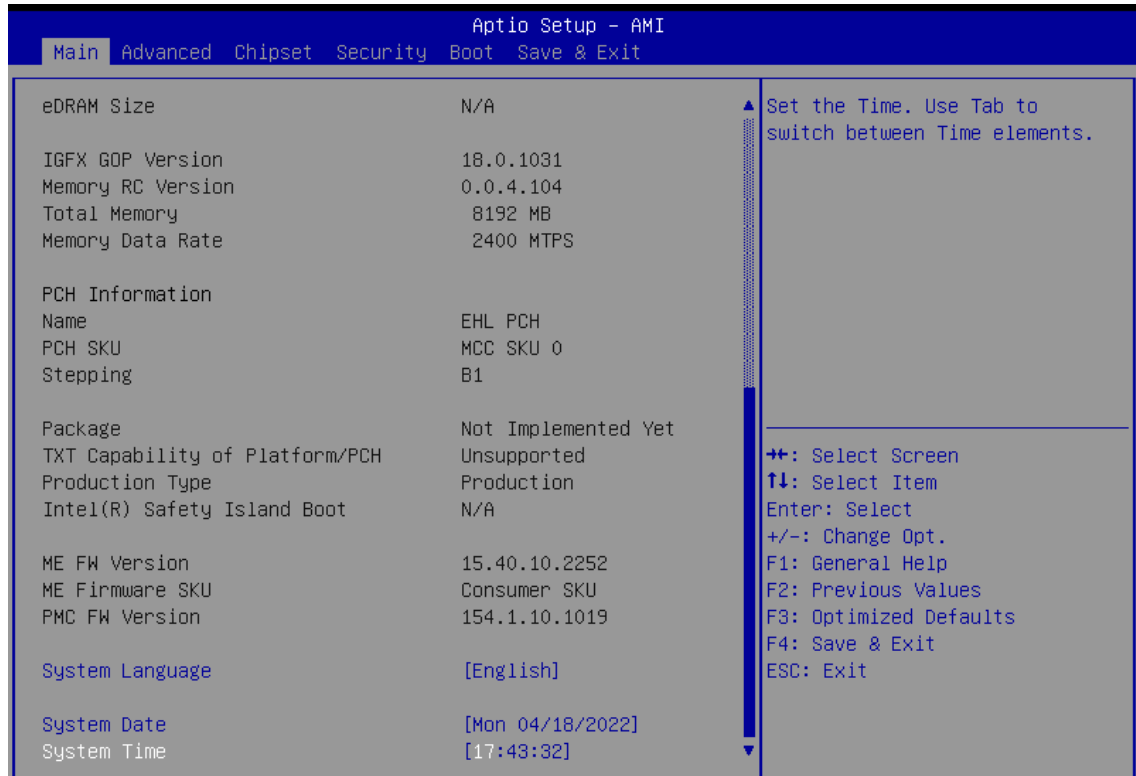 Aptio Setup – AMI
Main Advanced Chipset Security Boot Save & Exit
eDRAM Size N/A
IGFX GOP Version 18.0.1031
Memory RC Version 0.0.4.104
Total Memory 8192 MB
Memory Data Rate 2400 MTPS
PCH Information
Name EHL PCH
PCH SKU MCC SKU 0
Stepping B1
Package Not Implemented Yet
TXT Capability of Platform/PCH Unsupported
Production Type Production
Intel(R) Safety Island Boot N/A
ME FW Version 15.40.10.2252
ME Firmware SKU Consumer SKU
PMC FW Version 154.1.10.1019
System Language [English]
System Date [Mon 04/18/2022]
System Time [17:43:32]
Set the Time. Use Tab to
switch between Time elements.
→←: Select Screen
↑↓: Select Item
Enter: Select
+/-: Change Opt.
F1: General Help
F2: Previous Values
F3: Optimized Defaults
F4: Save & Exit
ESC: Exit